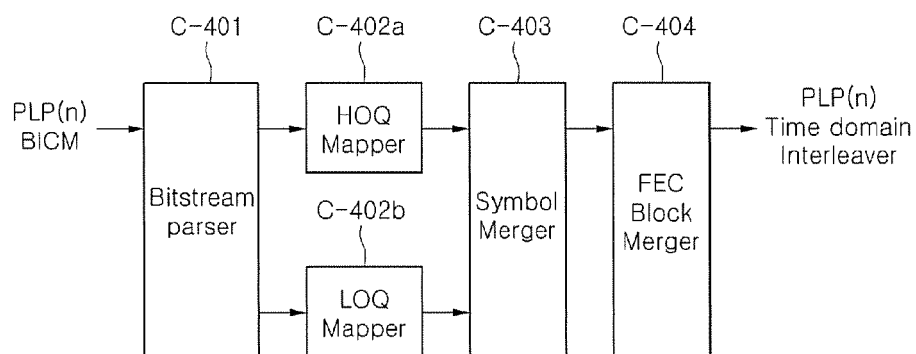 C-401
C-402a
C-403
C-404
PLP(n)
BICM
Bitstream
parser
HOQ
Mapper
C-402b
LOQ
Mapper
Symbol
Merger
FEC
Block
Merger
PLP(n)
Time domain
Interleaver